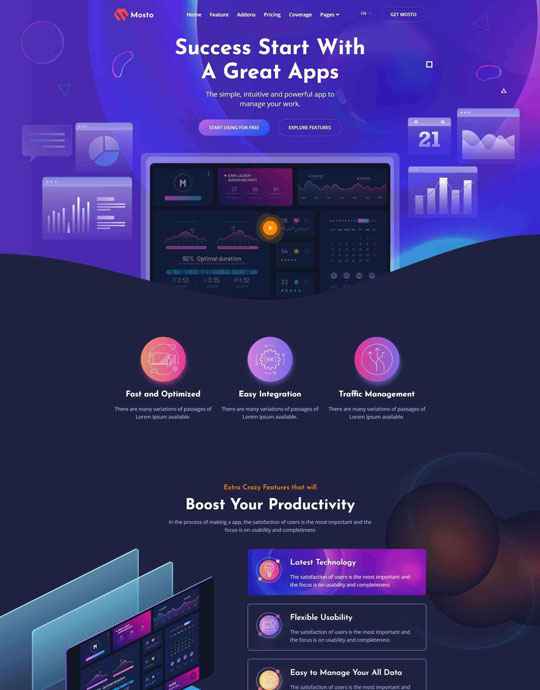 Mosto
Home Feature Addons Pricing Coverage Pages
EN
GET MOSTO
Success Start With
A Great Apps
The simple, intuitive and powerful app to
manage your work.
START USING FOR FREE
EXPLORE FEATURES
21
M
92% Optimal duration
Fast and Optimized
There are many variations of passages of
Lorem Ipsum available.
Easy Integration
There are many variations of passages of
Lorem Ipsum available.
Traffic Management
There are many variations of passages of
Lorem Ipsum available.
Extra Crazy Features that will
Boost Your Productivity
In the process of making a app, the satisfaction of users is the most important and the
focus is on usability and completeness
Latest Technology
The satisfaction of users is the most important and
the focus is on usability and completeness
Flexible Usability
The satisfaction of users is the most important and
the focus is on usability and completeness
Easy to Manage Your All Data
The satisfaction of users is the most important and
the focus is on usability and completeness
M